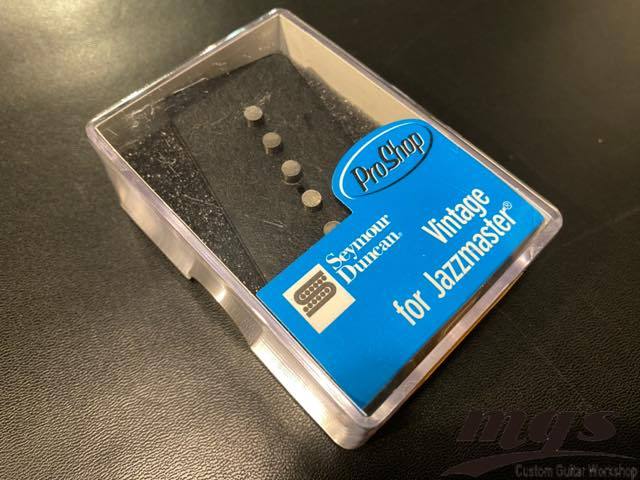 ProShop
Seymour
Duncan®
Vintage
for Jazzmaster®
mgs
Custom Guitar Workshop